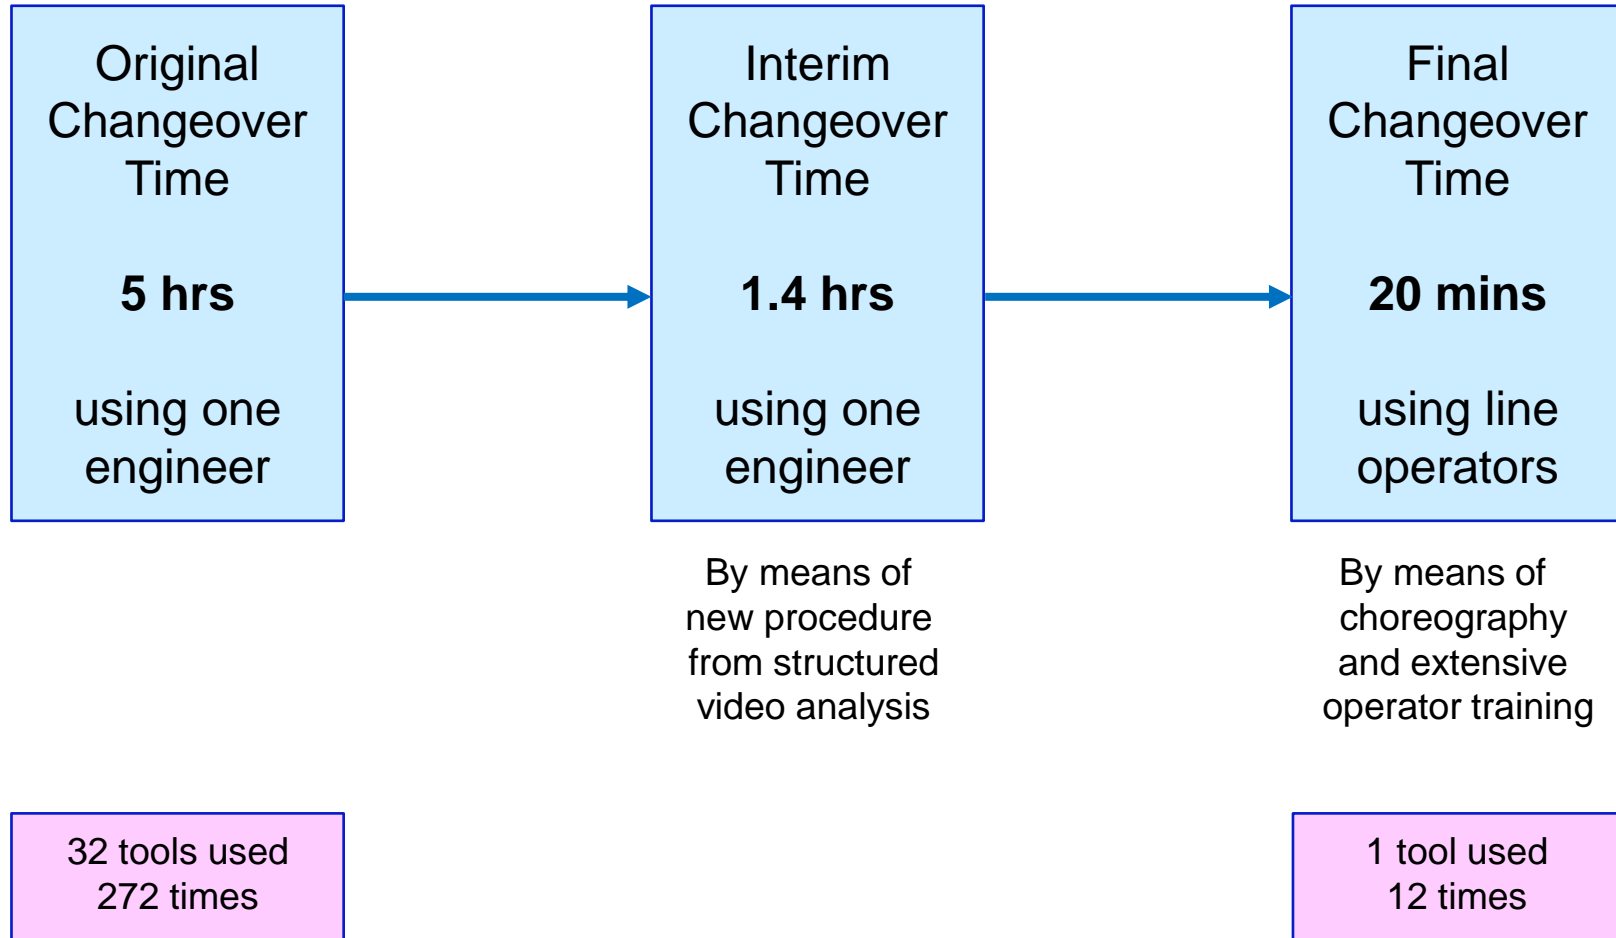 Original
Changeover
Time
5 hrs
using one
engineer
Interim
Changeover
Time
1.4 hrs
using one
engineer
By means of
new procedure
from structured
video analysis
Final
Changeover
Time
20 mins
using line
operators
By means of
choreography
and extensive
operator training
32 tools used
272 times
1 tool used
12 times